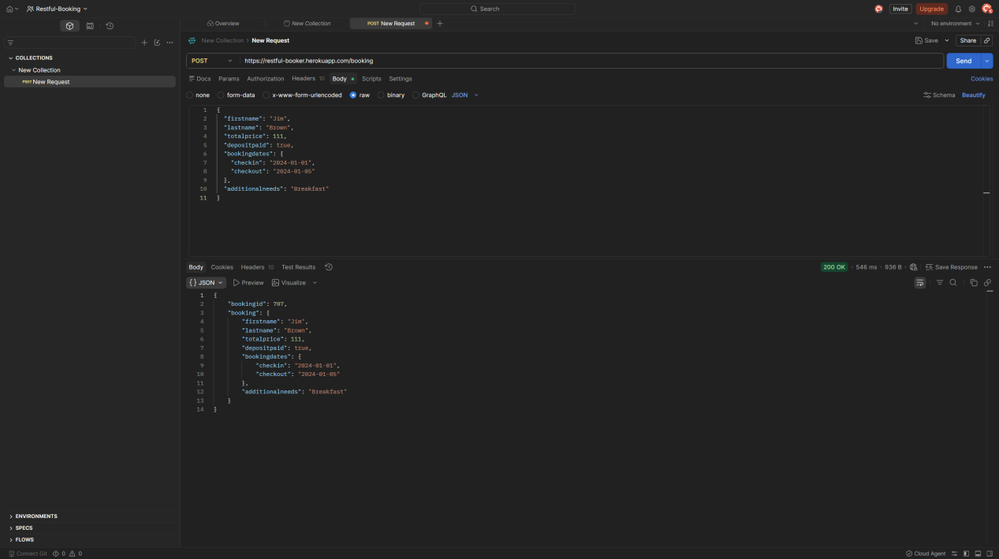 Restful-Booking
Search
Invite
Upgrade
Overview
New Collection
POST New Request
No environment
COLLECTIONS
New Collection
POST New Request
New Collection > New Request
Save
Share
POST
https://restful-booker.herokuapp.com/booking
Send
Docs
Params
Authorization
Headers 10
Body
Scripts
Settings
Cookies
none
form-data
x-www-form-urlencoded
raw
binary
GraphQL
JSON
Schema
Beautify
1 {
2 "firstname": "Jim",
3 "lastname": "Brown",
4 "totalprice": 111,
5 "depositpaid": true,
6 "bookingdates": {
7 "checkin": "2024-01-01",
8 "checkout": "2024-01-05"
9 },
10 "additionalneeds": "Breakfast"
11 }
Body
Cookies
Headers 10
Test Results
200 OK
546 ms
936 B
Save Response
{} JSON
Preview
Visualize
1 {
2 "bookingid": 707,
3 "booking": {
4 "firstname": "Jim",
5 "lastname": "Brown",
6 "totalprice": 111,
7 "depositpaid": true,
8 "bookingdates": {
9 "checkin": "2024-01-01",
10 "checkout": "2024-01-05"
11 },
12 "additionalneeds": "Breakfast"
13 }
14 }
ENVIRONMENTS
SPECS
FLOWS
Connect Git
0
0
Cloud Agent